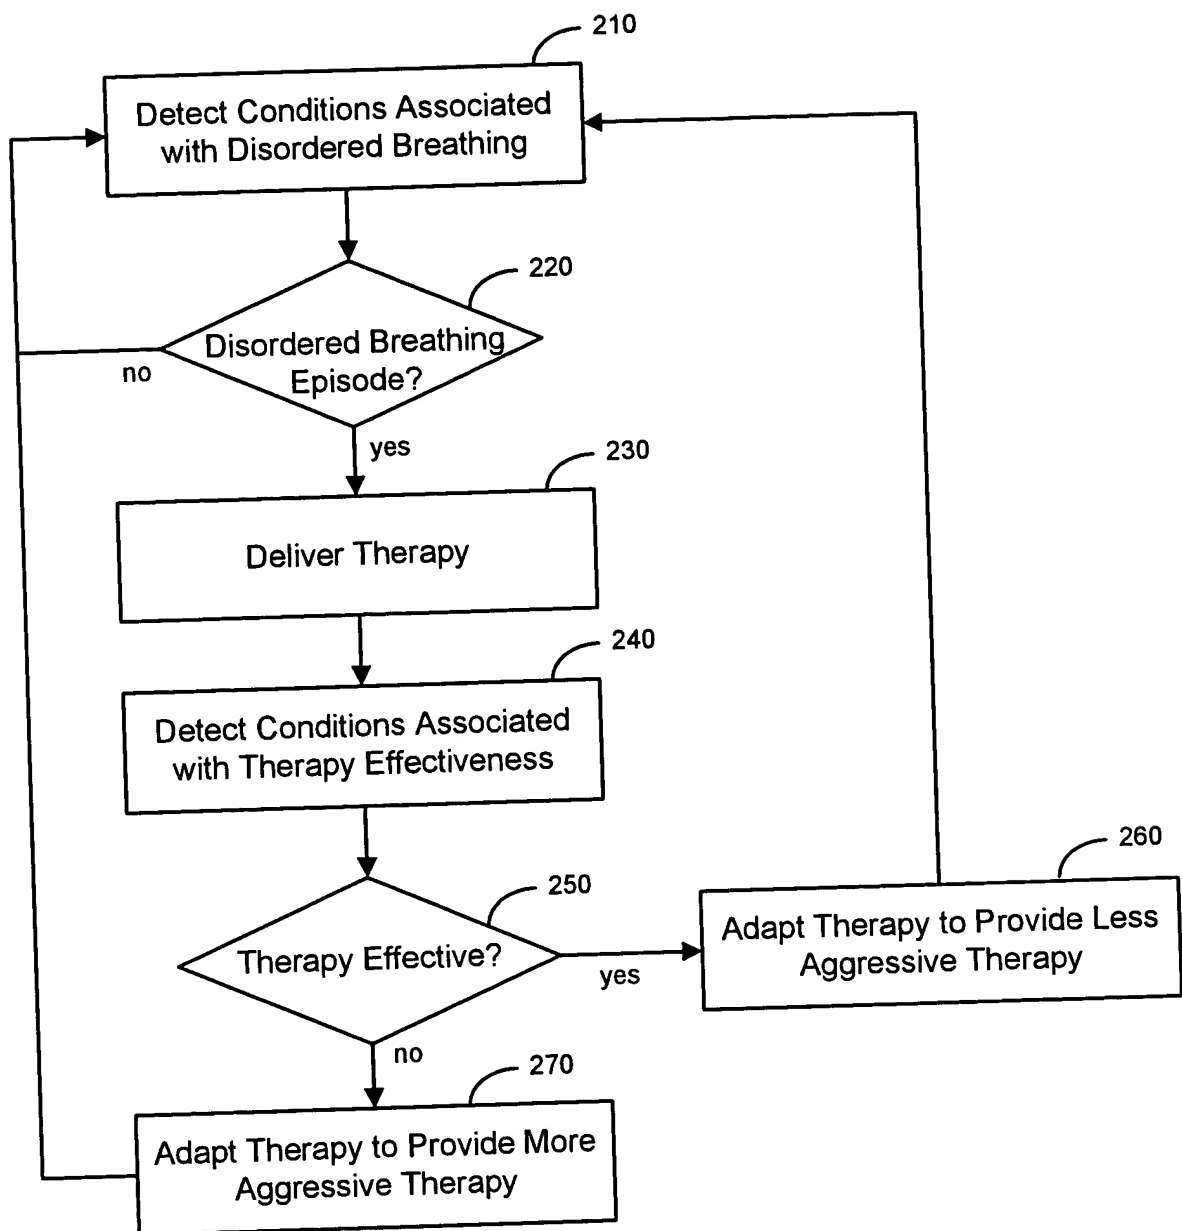 210
Detect Conditions Associated
with Disordered Breathing
220
Disordered Breathing
Episode?
no
yes
230
Deliver Therapy
240
Detect Conditions Associated
with Therapy Effectiveness
250
Therapy Effective?
yes
260
Adapt Therapy to Provide Less
Aggressive Therapy
no
270
Adapt Therapy to Provide More
Aggressive Therapy